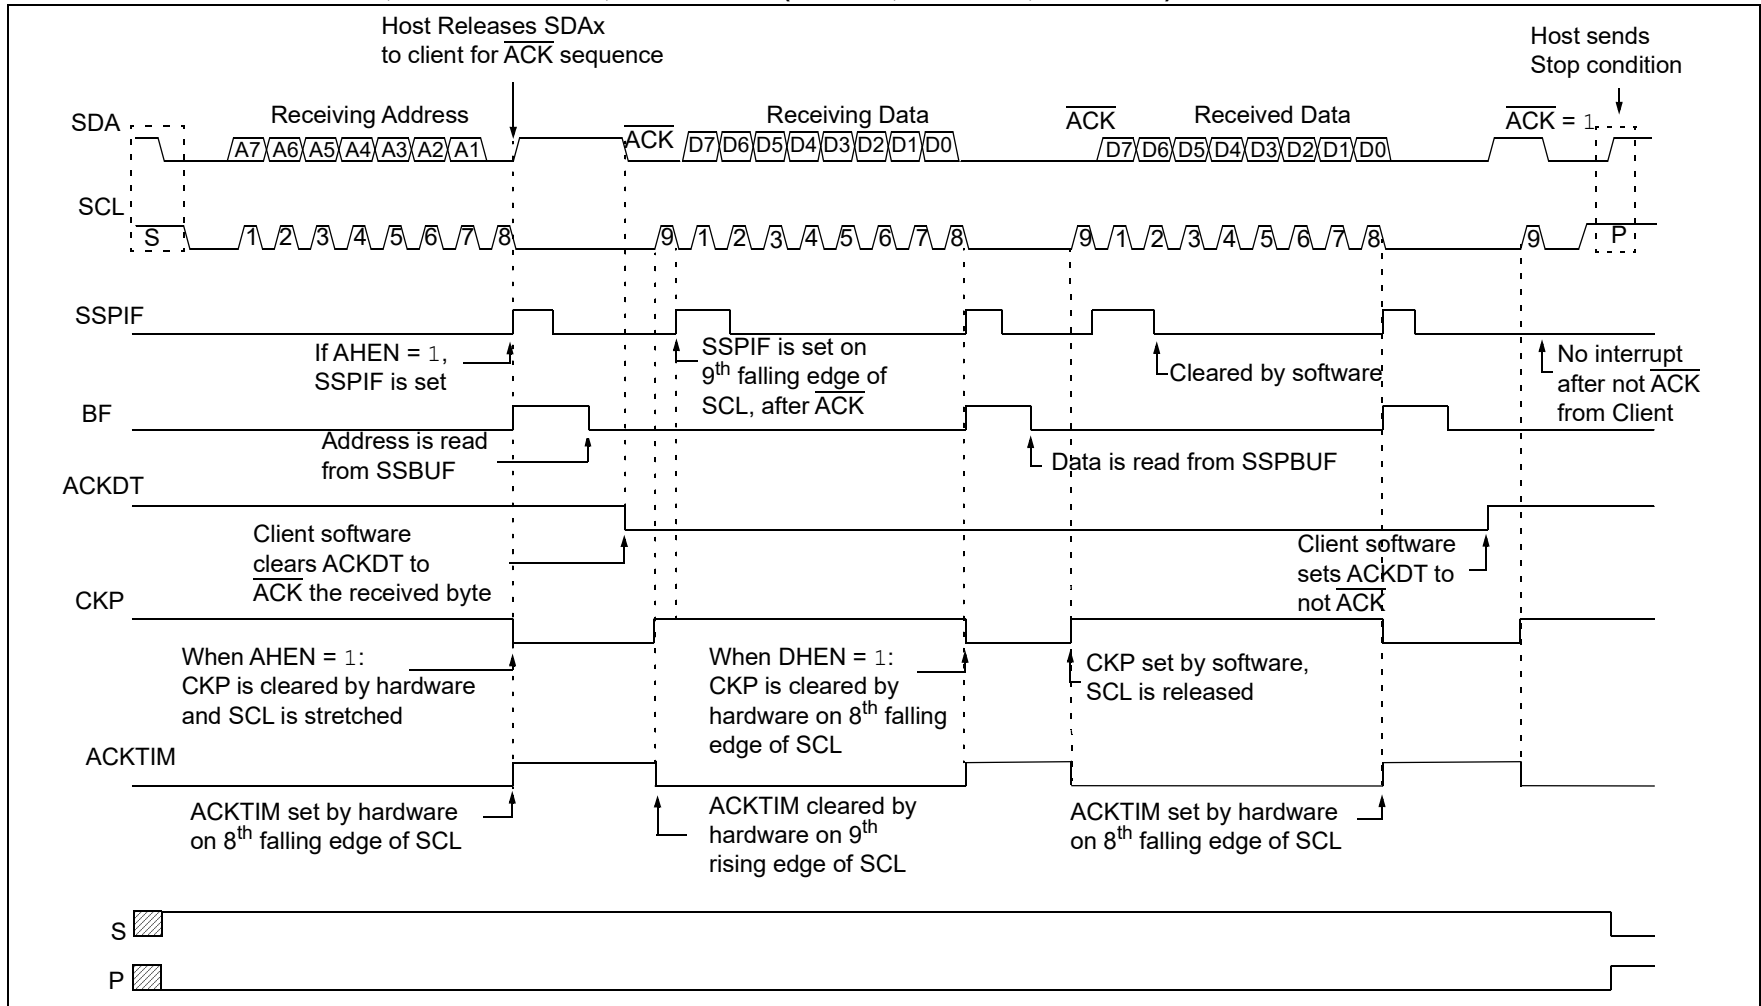 Host Releases SDAx
to client for ACK sequence
Host sends
Stop condition
SDA
Receiving Address
A7 A6 A5 A4 A3 A2 A1
ACK
Receiving Data
D7 D6 D5 D4 D3 D2 D1 D0
ACK
Received Data
D7 D6 D5 D4 D3 D2 D1 D0
ACK = 1
SCL
S 1 2 3 4 5 6 7 8 9 1 2 3 4 5 6 7 8 9 1 2 3 4 5 6 7 8 9 P
SSPIF
If AHEN = 1,
SSPIF is set
SSPIF is set on
9th falling edge of
SCL, after ACK
Cleared by software
No interrupt
after not ACK
from Client
BF
Address is read
from SSBUF
Data is read from SSPBUF
ACKDT
Client software
clears ACKDT to
ACK the received byte
Client software
sets ACKDT to
not ACK
CKP
When AHEN = 1:
CKP is cleared by hardware
and SCL is stretched
When DHEN = 1:
CKP is cleared by
hardware on 8th falling
edge of SCL
CKP set by software,
SCL is released
ACKTIM
ACKTIM set by hardware
on 8th falling edge of SCL
ACKTIM cleared by
hardware on 9th
rising edge of SCL
ACKTIM set by hardware
on 8th falling edge of SCL
S
P